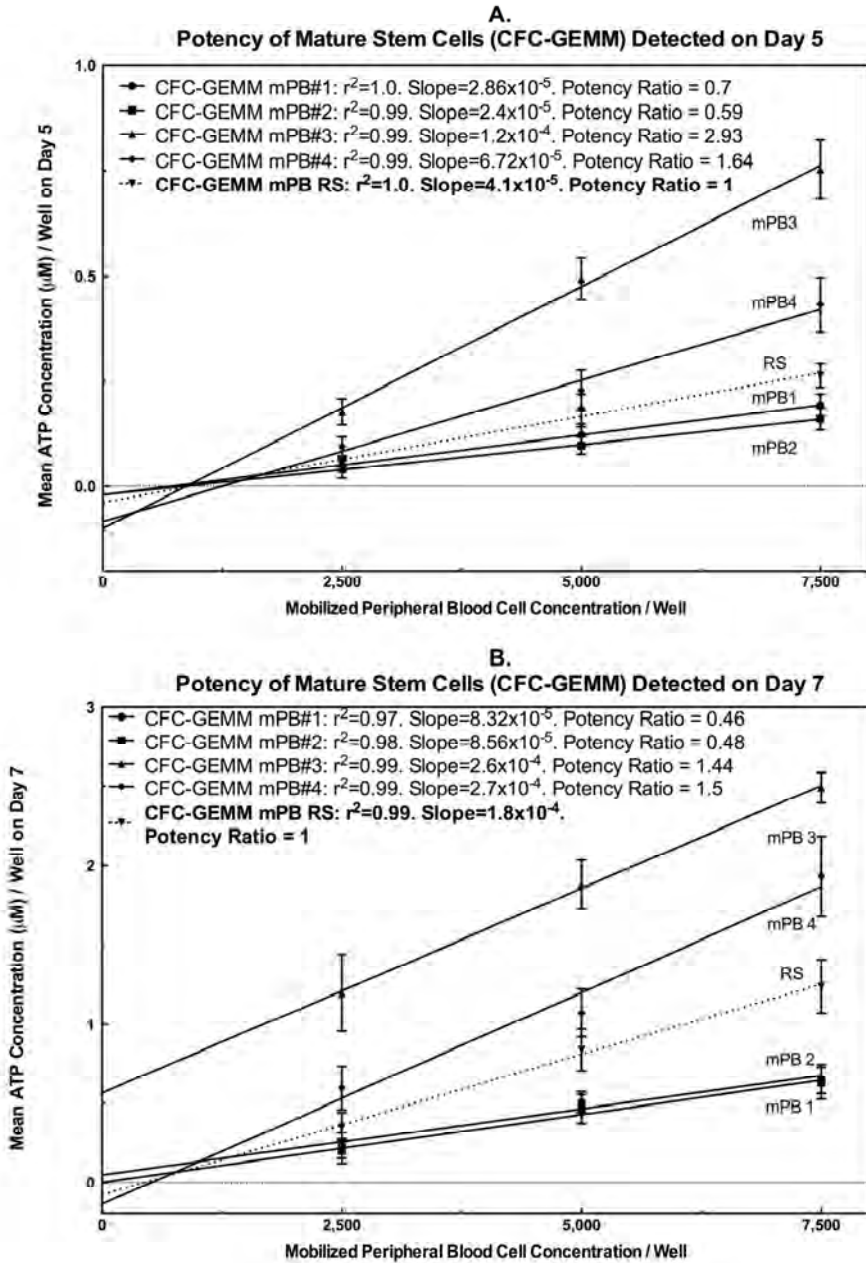 A.
Potency of Mature Stem Cells (CFC-GEMM) Detected on Day 5
CFC-GEMM mPB#1: r²=1.0. Slope=2.86x10⁻⁵. Potency Ratio = 0.7
CFC-GEMM mPB#2: r²=0.99. Slope=2.4x10⁻⁵. Potency Ratio = 0.59
CFC-GEMM mPB#3: r²=0.99. Slope=1.2x10⁻⁴. Potency Ratio = 2.93
CFC-GEMM mPB#4: r²=0.99. Slope=6.72x10⁻⁵. Potency Ratio = 1.64
CFC-GEMM mPB RS: r²=1.0. Slope=4.1x10⁻⁵. Potency Ratio = 1
Mean ATP Concentration (µM) / Well on Day 5
1.0
0.5
0.0
mPB3
mPB4
RS
mPB1
mPB2
0 2,500 5,000 7,500
Mobilized Peripheral Blood Cell Concentration / Well
B.
Potency of Mature Stem Cells (CFC-GEMM) Detected on Day 7
CFC-GEMM mPB#1: r²=0.97. Slope=8.32x10⁻⁵. Potency Ratio = 0.46
CFC-GEMM mPB#2: r²=0.98. Slope=8.56x10⁻⁵. Potency Ratio = 0.48
CFC-GEMM mPB#3: r²=0.99. Slope=2.6x10⁻⁴. Potency Ratio = 1.44
CFC-GEMM mPB#4: r²=0.99. Slope=2.7x10⁻⁴. Potency Ratio = 1.5
CFC-GEMM mPB RS: r²=0.99. Slope=1.8x10⁻⁴.
Potency Ratio = 1
Mean ATP Concentration (µM) / Well on Day 7
3
2
1
0
mPB 3
mPB 4
RS
mPB 2
mPB 1
0 2,500 5,000 7,500
Mobilized Peripheral Blood Cell Concentration / Well